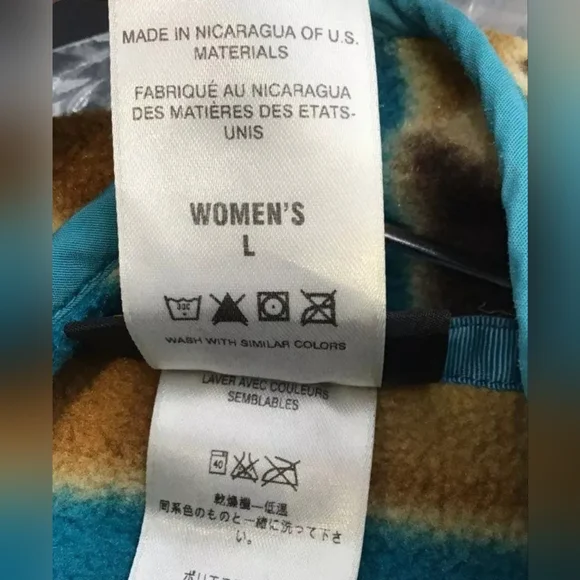 MADE IN NICARAGUA OF U.S.
MATERIALS
FABRIQUÉ AU NICARAGUA
DES MATIÈRES DES ETATS-
UNIS
WOMEN'S
L
30C
WASH WITH SIMILAR COLORS
LAVER AVEC COULEURS
SEMBLABLES
40
乾燥機一低温
同系色のものと一緒に洗って下さ
い。